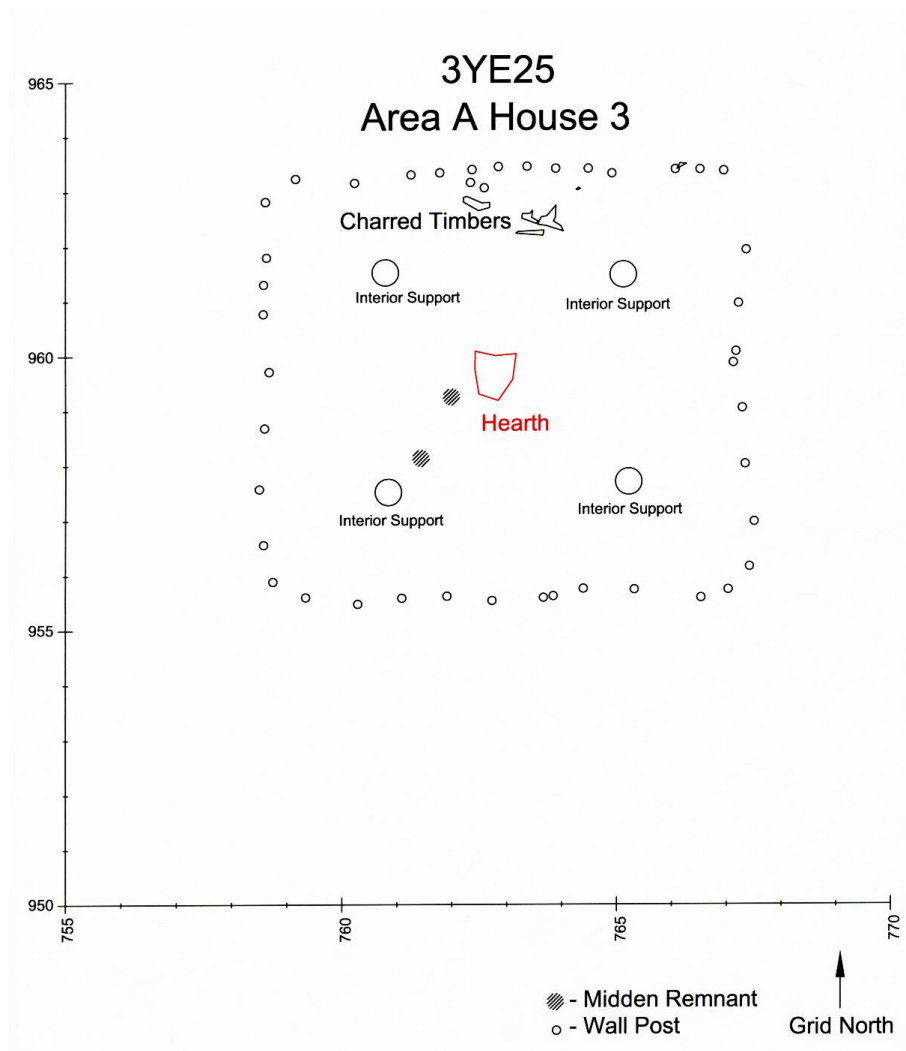 3YE25
Area A House 3
965
Charred Timbers
Interior Support
Interior Support
960
Hearth
Interior Support
Interior Support
955
950
755
760
765
770
- Midden Remnant
- Wall Post
Grid North